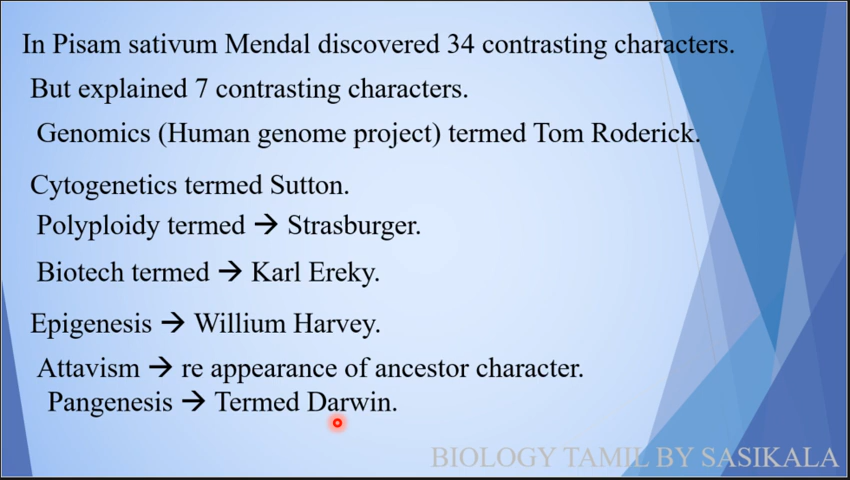 In Pisam sativum Mendal discovered 34 contrasting characters.
But explained 7 contrasting characters.
Genomics (Human genome project) termed Tom Roderick.
Cytogenetics termed Sutton.
Polyploidy termed → Strasburger.
Biotech termed → Karl Ereky.
Epigenesis → Willium Harvey.
Attavism → re appearance of ancestor character.
Pangenesis → Termed Darwin.
BIOLOGY TAMIL BY SASIKALA